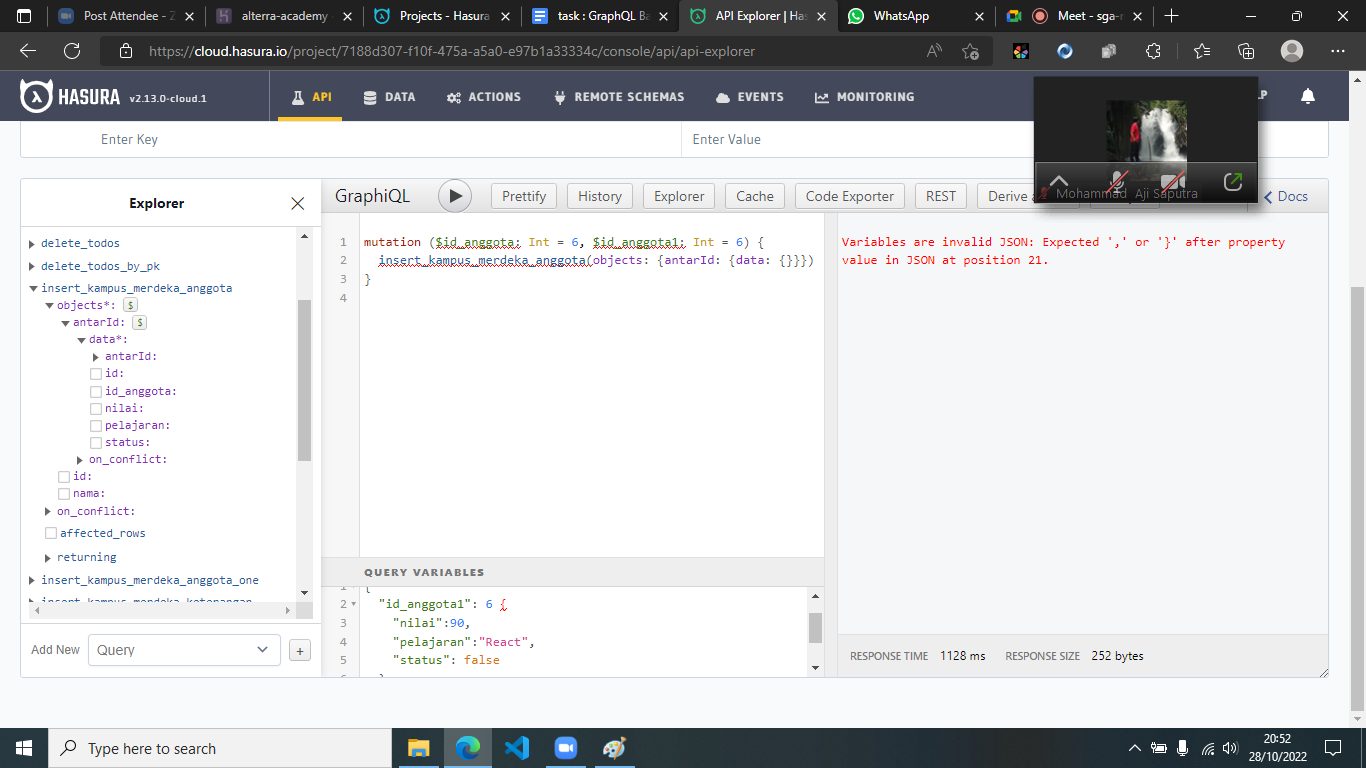 Post Attendee - Z
alterra-academy
Projects - Hasura
task : GraphQL Ba
API Explorer | Has
WhatsApp
Meet - sga-
https://cloud.hasura.io/project/7188d307-f10f-475a-a5a0-e97b1a33334c/console/api/api-explorer
HASURA v2.13.0-cloud.1
API
DATA
ACTIONS
REMOTE SCHEMAS
EVENTS
MONITORING
LP
Enter Key
Enter Value
Mohammad Aji Saputra
Explorer
GraphiQL
Prettify
History
Explorer
Cache
Code Exporter
REST
Derive a
Docs
delete_todos
delete_todos_by_pk
insert_kampus_merdeka_anggota
objects*: $
antarId: $
data*:
antarId:
id:
id_anggota:
nilai:
pelajaran:
status:
on_conflict:
id:
nama:
on_conflict:
affected_rows
returning
insert_kampus_merdeka_anggota_one
Add New
Query
+
1 mutation ($id_anggota: Int = 6, $id_anggota1: Int = 6) {
2 insert_kampus_merdeka_anggota(objects: {antarId: {data: {}}})
3 }
4
QUERY VARIABLES
1 {
2 "id_anggota1": 6 {
3 "nilai":90,
4 "pelajaran":"React",
5 "status": false
Variables are invalid JSON: Expected ',' or '}' after property
value in JSON at position 21.
RESPONSE TIME 1128 ms RESPONSE SIZE 252 bytes
Type here to search
20:52
28/10/2022